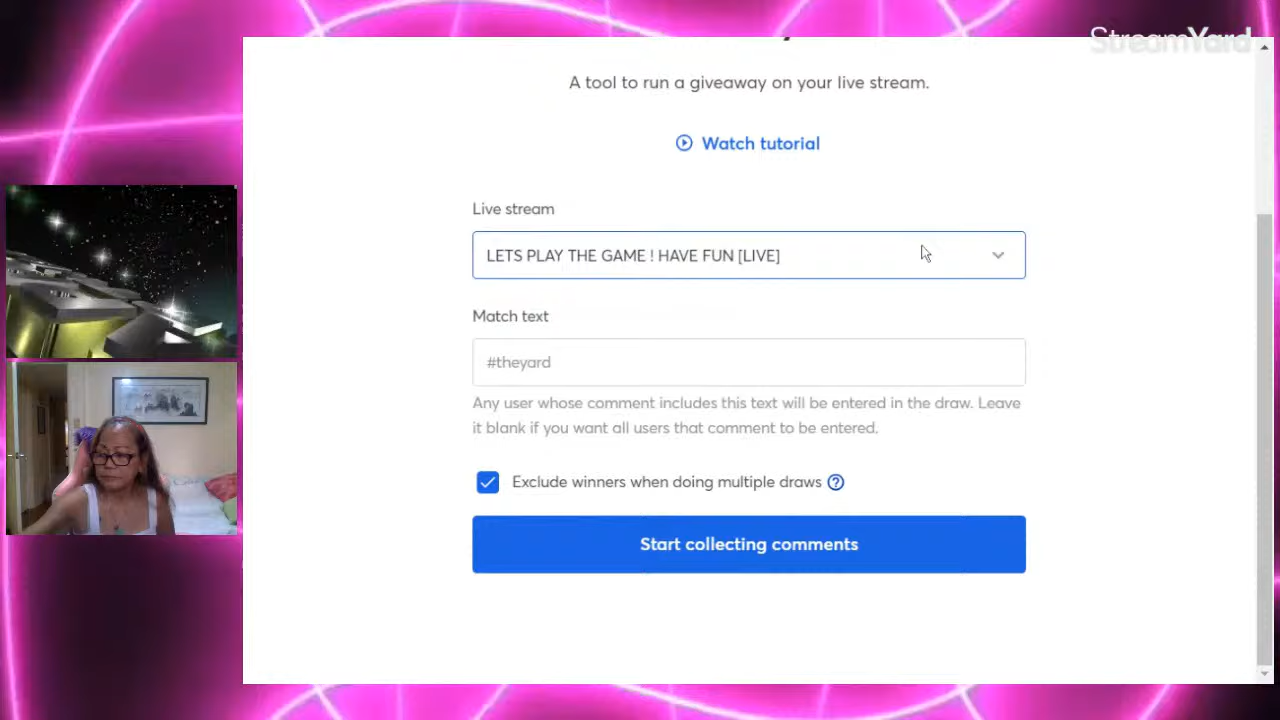 StreamYard
A tool to run a giveaway on your live stream.
Watch tutorial
Live stream
LETS PLAY THE GAME ! HAVE FUN [LIVE]
Match text
#theyard
Any user whose comment includes this text will be entered in the draw. Leave
it blank if you want all users that comment to be entered.
Exclude winners when doing multiple draws ?
Start collecting comments